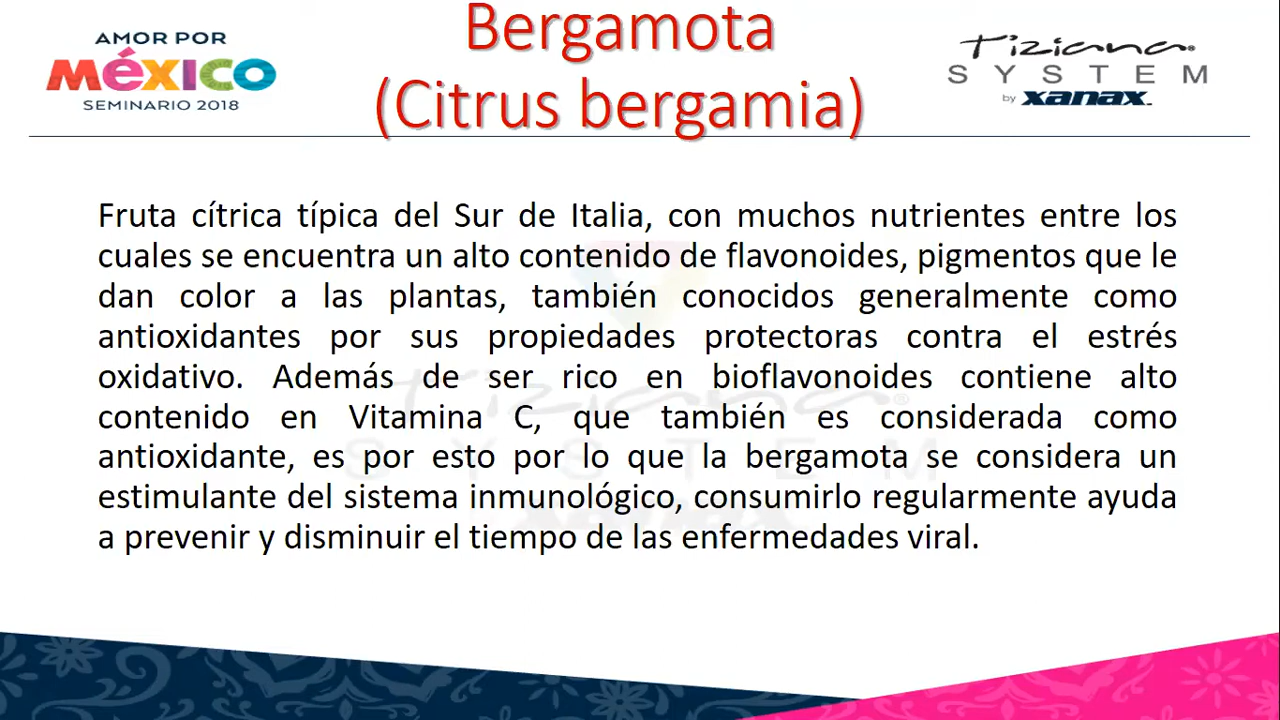 AMOR POR
méxico
SEMINARIO 2018
Bergamota
(Citrus bergamia)
Tiziana®
SYSTEM
by xanax
Fruta cítrica típica del Sur de Italia, con muchos nutrientes entre los
cuales se encuentra un alto contenido de flavonoides, pigmentos que le
dan color a las plantas, también conocidos generalmente como
antioxidantes por sus propiedades protectoras contra el estrés
oxidativo. Además de ser rico en bioflavonoides contiene alto
contenido en Vitamina C, que también es considerada como
antioxidante, es por esto por lo que la bergamota se considera un
estimulante del sistema inmunológico, consumirlo regularmente ayuda
a prevenir y disminuir el tiempo de las enfermedades viral.
Tiziana®
SYSTEM
xanax